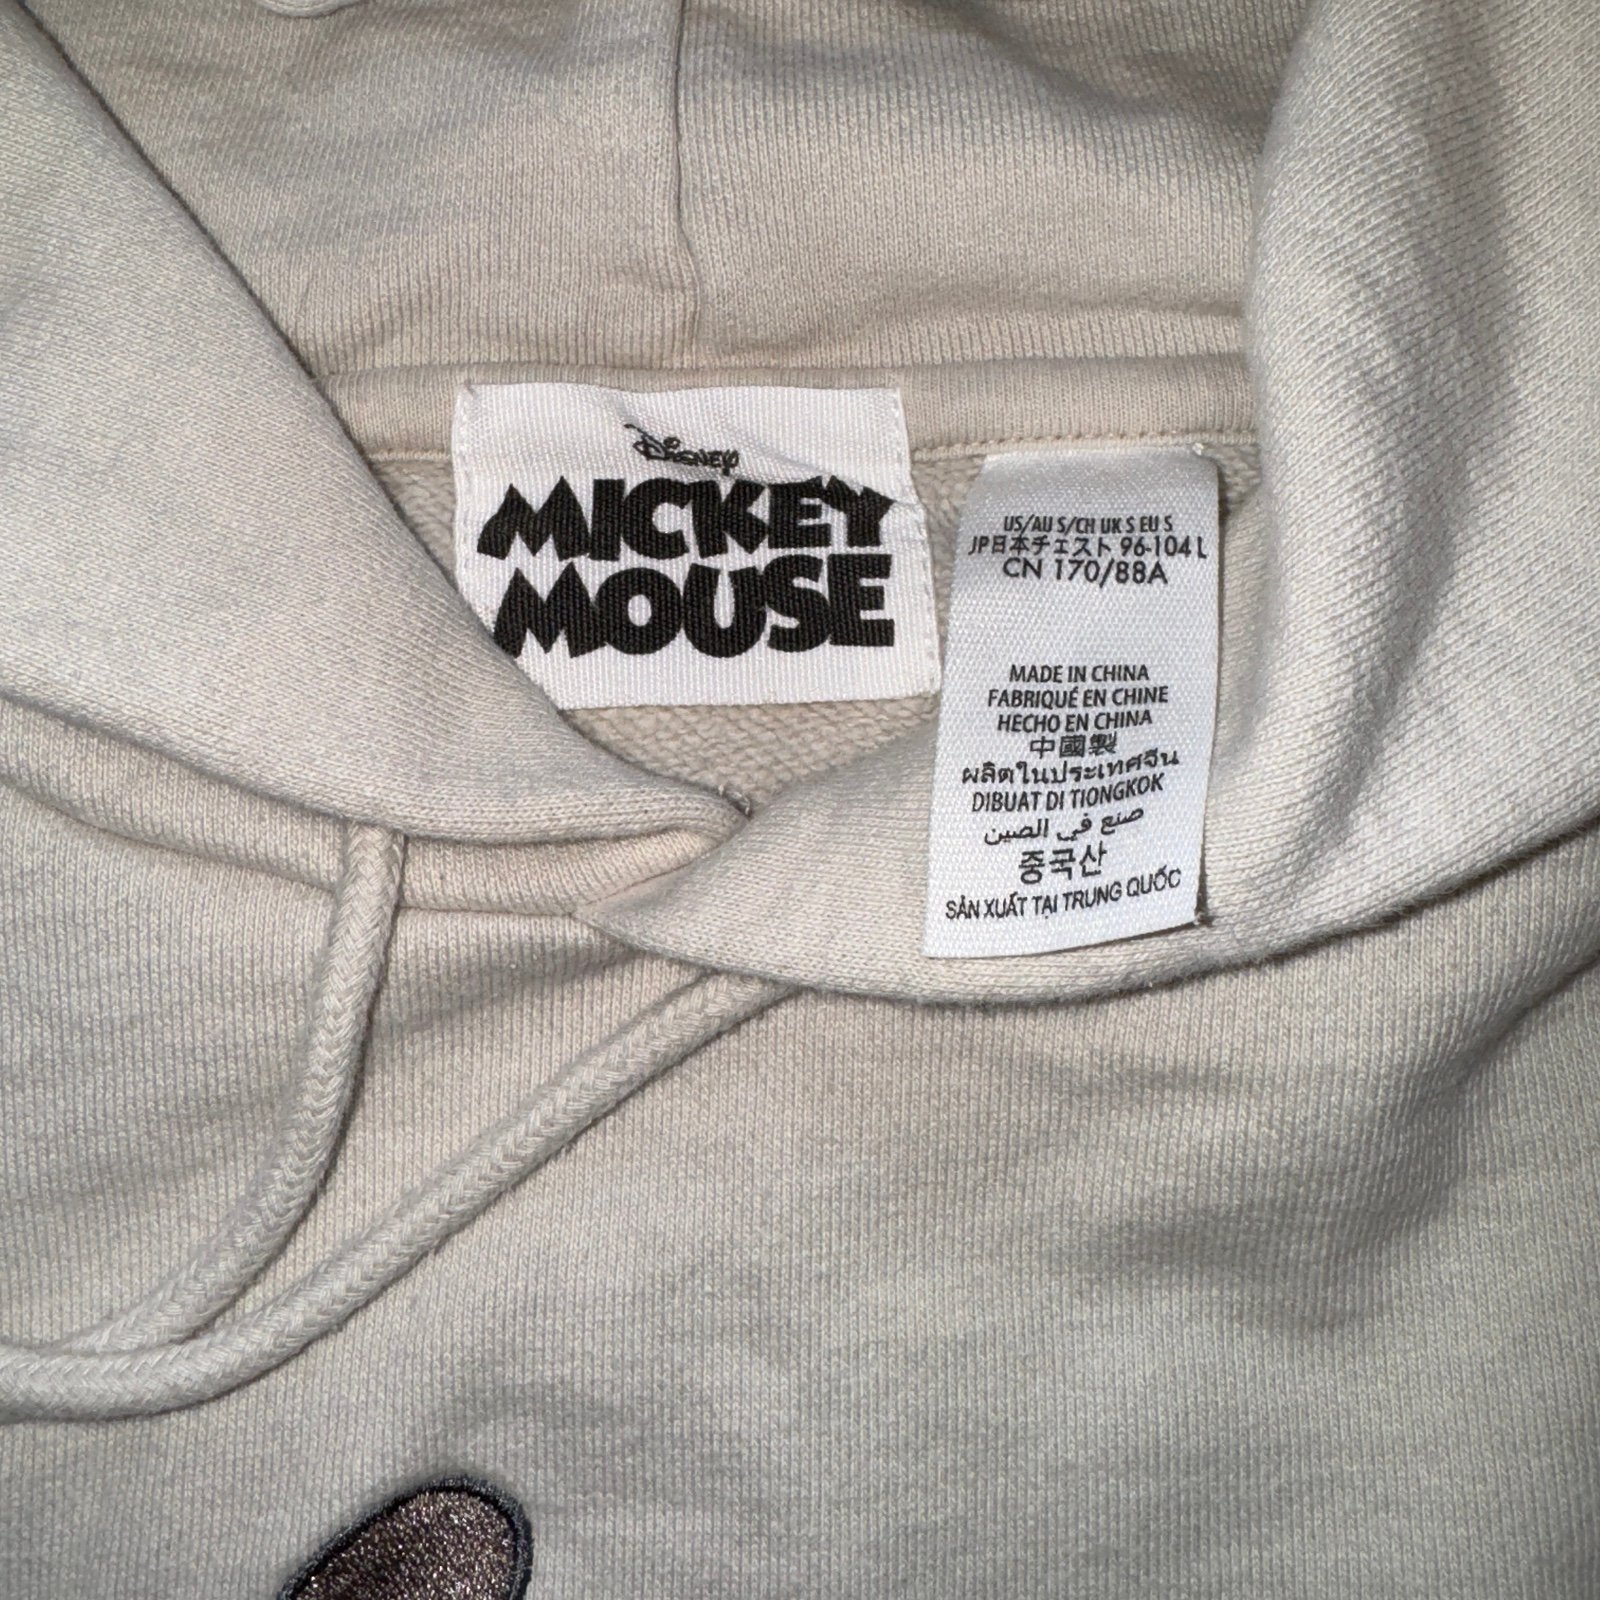 Disney
MICKEY
MOUSE
US/AU S/CH UK S EU S
JP日本チエスト 96-104 L
CN 170/88A
MADE IN CHINA
FABRIQUÉ EN CHINE
HECHO EN CHINA
中國製
ผลิตในประเทศจีน
DIBUAT DI TIONGKOK
صنع في الصين
중국산
SẢN XUẤT TẠI TRUNG QUỐC